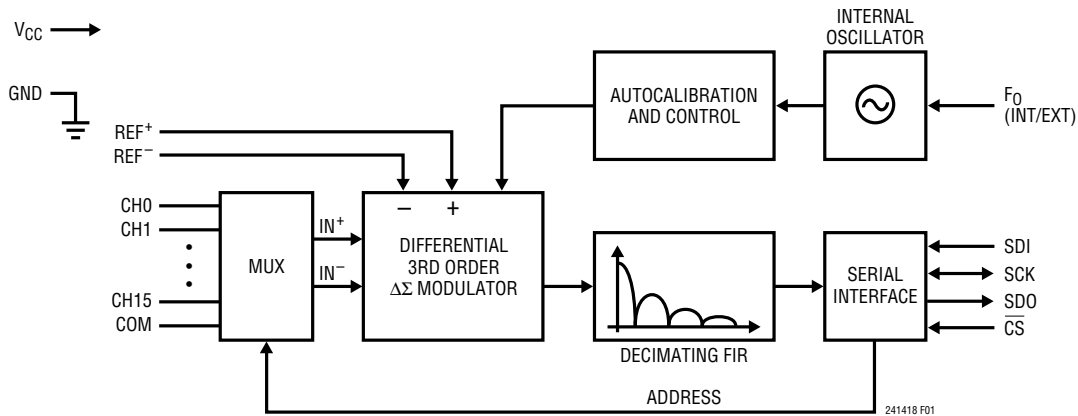 VCC
GND
REF+
REF−
CH0
CH1
CH15
COM
MUX
IN+
IN−
− +
DIFFERENTIAL
3RD ORDER
ΔΣ MODULATOR
AUTOCALIBRATION
AND CONTROL
INTERNAL
OSCILLATOR
FO
(INT/EXT)
DECIMATING FIR
SERIAL
INTERFACE
SDI
SCK
SDO
C̅S̅
ADDRESS
241418 F01